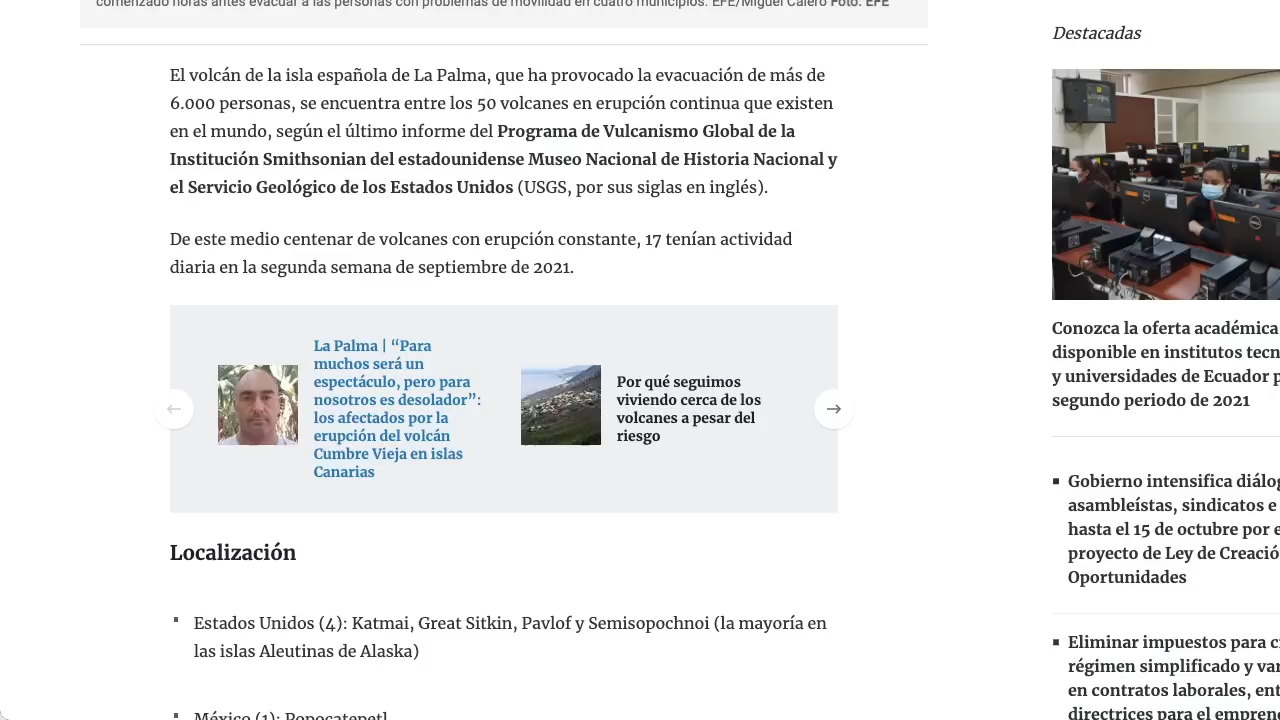 comenzado horas antes evacuar a las personas con problemas de movilidad en cuatro municipios. EFE/Miguel Calero Foto: EFE
El volcán de la isla española de La Palma, que ha provocado la evacuación de más de
6.000 personas, se encuentra entre los 50 volcanes en erupción continua que existen
en el mundo, según el último informe del Programa de Vulcanismo Global de la
Institución Smithsonian del estadounidense Museo Nacional de Historia Nacional y
el Servicio Geológico de los Estados Unidos (USGS, por sus siglas en inglés).
De este medio centenar de volcanes con erupción constante, 17 tenían actividad
diaria en la segunda semana de septiembre de 2021.
La Palma | “Para
muchos será un
espectáculo, pero para
nosotros es desolador”:
los afectados por la
erupción del volcán
Cumbre Vieja en islas
Canarias
Por qué seguimos
viviendo cerca de los
volcanes a pesar del
riesgo
Localización
Estados Unidos (4): Katmai, Great Sitkin, Pavlof y Semisopochnoi (la mayoría en
las islas Aleutinas de Alaska)
México (1): Popocatepetl
Destacadas
Conozca la oferta académica
disponible en institutos tecn
y universidades de Ecuador p
segundo periodo de 2021
Gobierno intensifica diálog
asambleístas, sindicatos e
hasta el 15 de octubre por e
proyecto de Ley de Creació
Oportunidades
Eliminar impuestos para c
régimen simplificado y var
en contratos laborales, ent
directrices para el empren